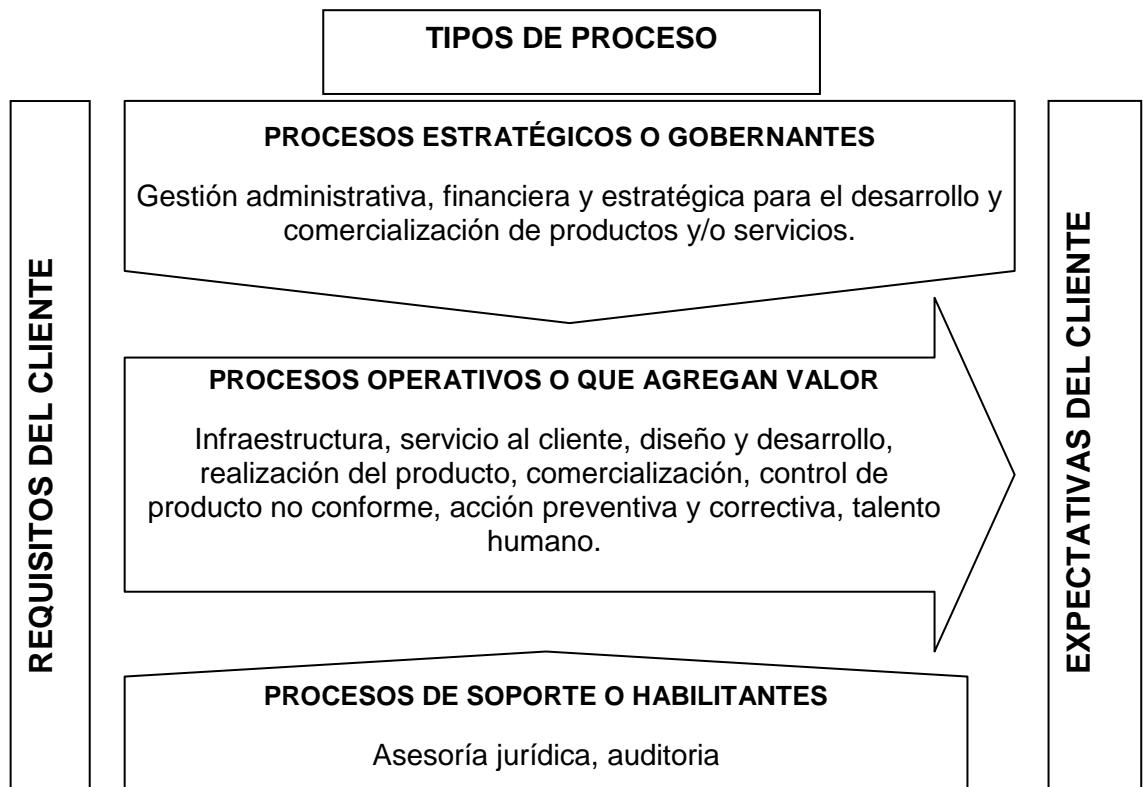 TIPOS DE PROCESO
REQUISITOS DEL CLIENTE
PROCESOS ESTRATÉGICOS O GOBERNANTES
Gestión administrativa, financiera y estratégica para el desarrollo y
comercialización de productos y/o servicios.
PROCESOS OPERATIVOS O QUE AGREGAN VALOR
Infraestructura, servicio al cliente, diseño y desarrollo,
realización del producto, comercialización, control de
producto no conforme, acción preventiva y correctiva, talento
humano.
PROCESOS DE SOPORTE O HABILITANTES
Asesoría jurídica, auditoria
EXPECTATIVAS DEL CLIENTE